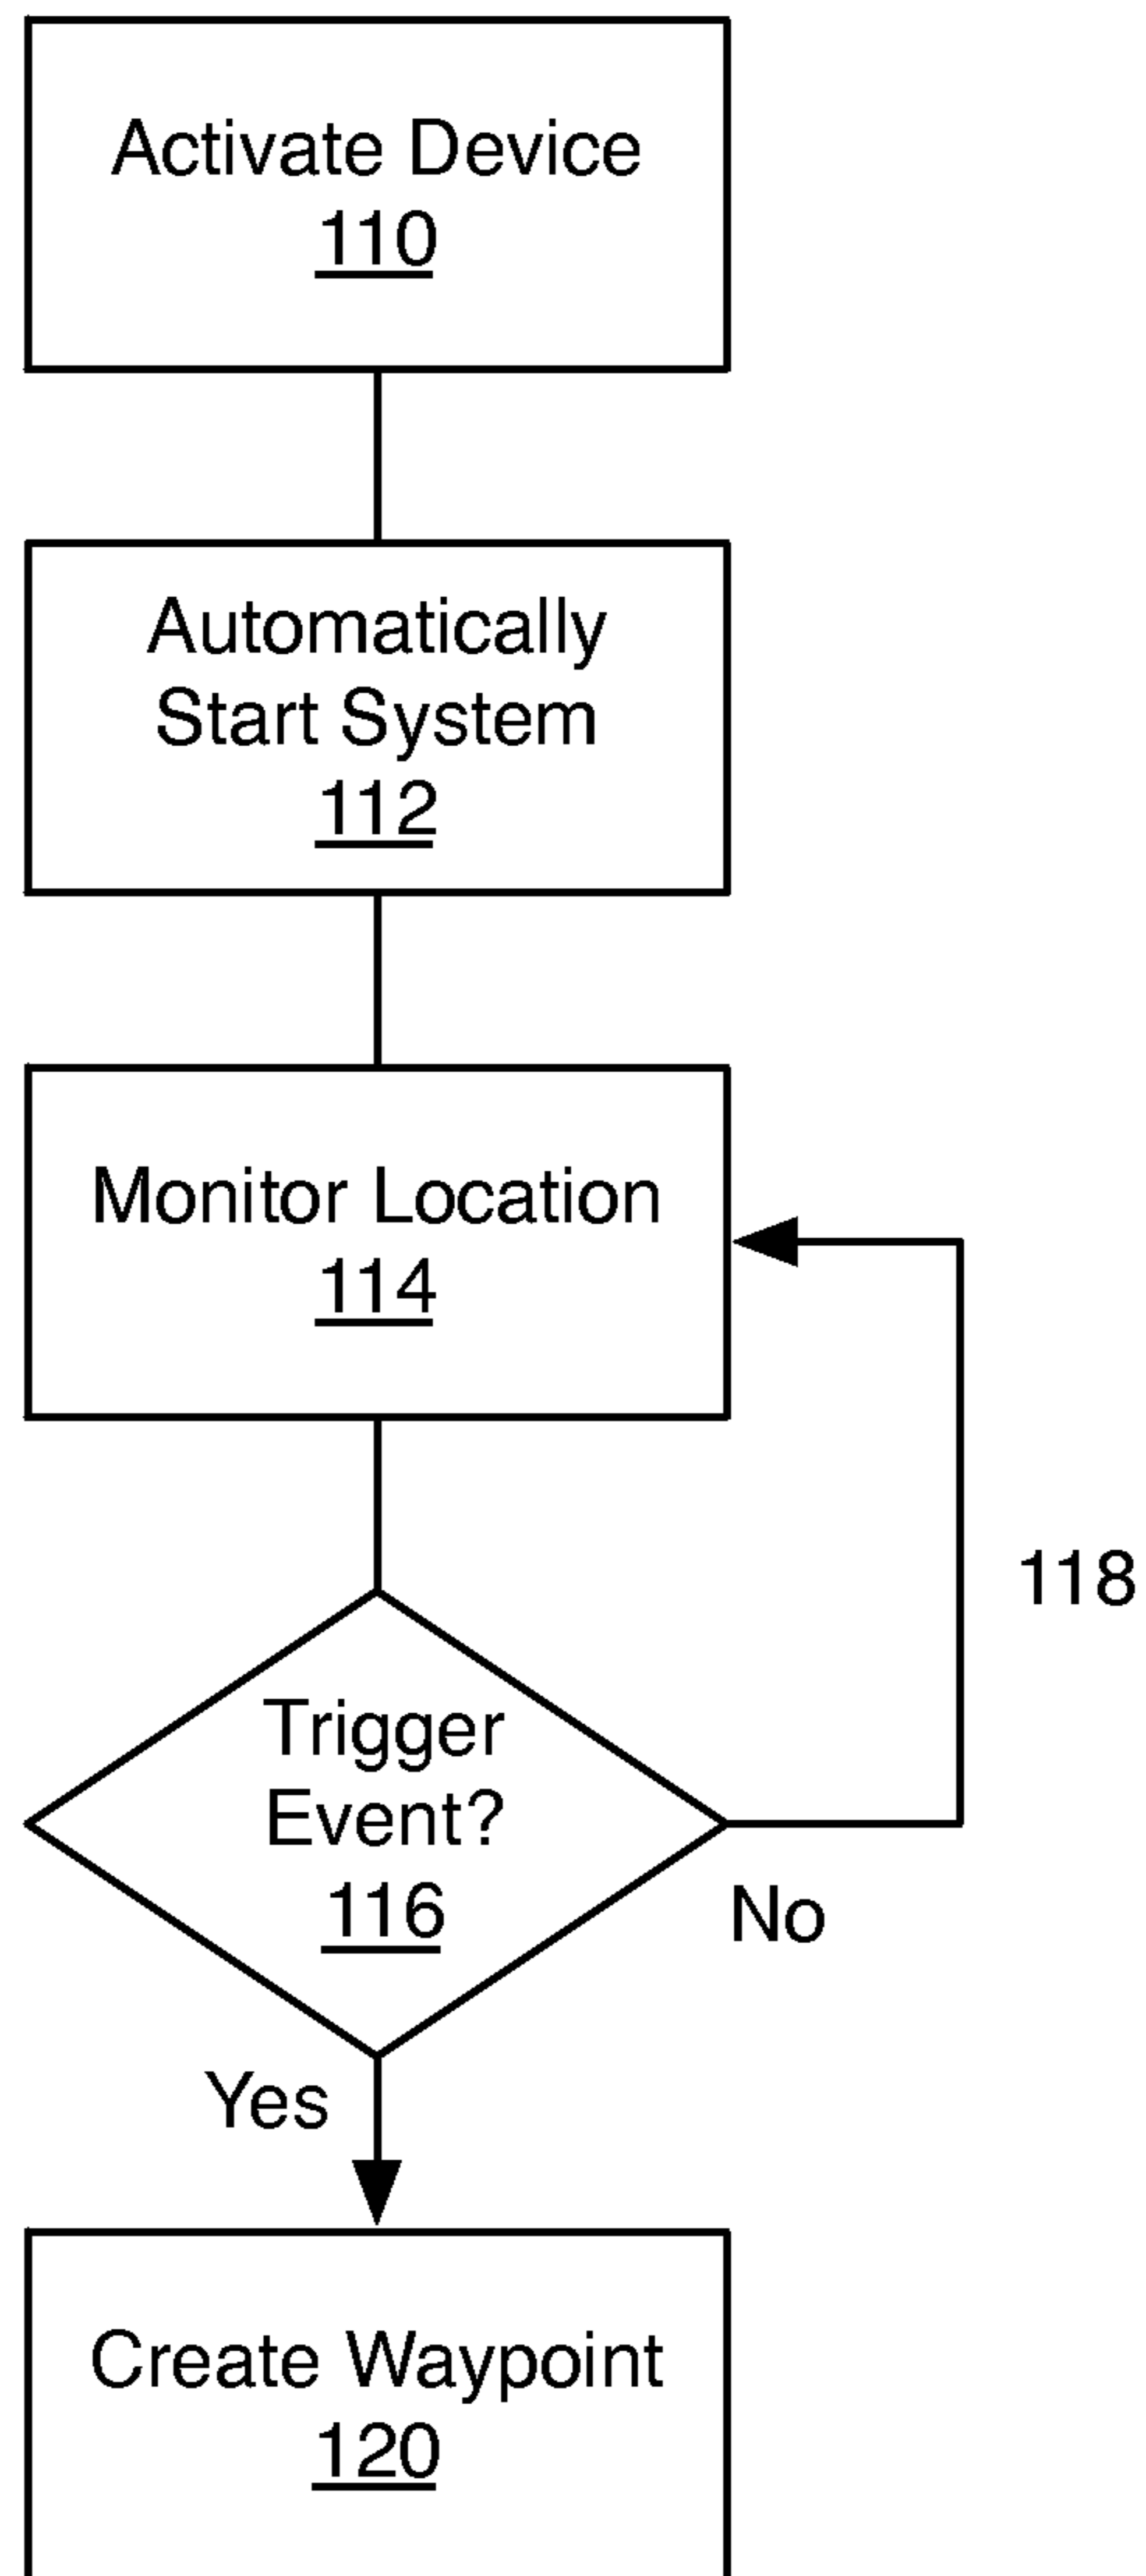 Activate Device
110
Automatically
Start System
112
Monitor Location
114
118
Trigger
Event?
116
No
Yes
Create Waypoint
120